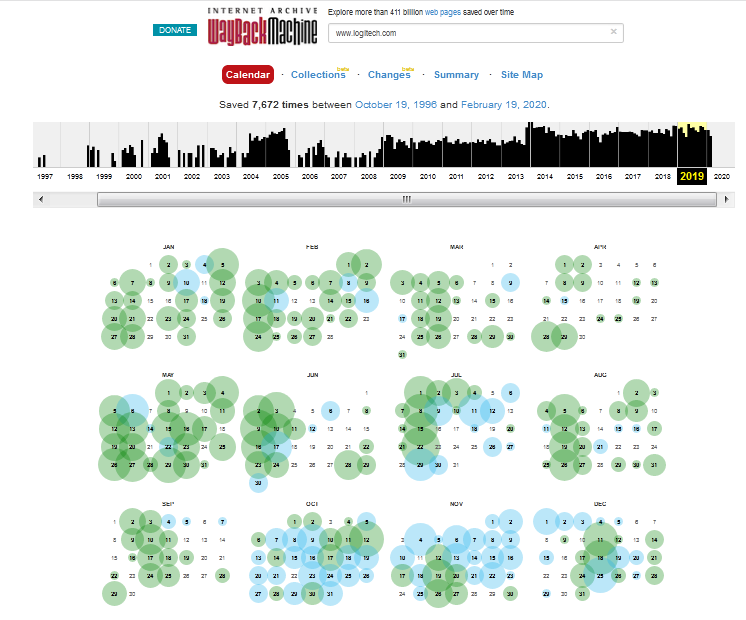 INTERNET ARCHIVE
WayBackMachine
DONATE
Explore more than 411 billion web pages saved over time
www.logitech.com ×
Calendar · Collections beta · Changes beta · Summary · Site Map
Saved 7,672 times between October 19, 1996 and February 19, 2020.
1997 1998 1999 2000 2001 2002 2003 2004 2005 2006 2007 2008 2009 2010 2011 2012 2013 2014 2015 2016 2017 2018 2019 2020
JAN FEB MAR APR
1 2 3 4 5 1 2 1 2 1 2 3 4 5 6
6 7 8 9 10 11 12 3 4 5 6 7 8 9 3 4 5 6 7 8 9 7 8 9 10 11 12 13
13 14 15 16 17 18 19 10 11 12 13 14 15 16 10 11 12 13 14 15 16 14 15 16 17 18 19 20
20 21 22 23 24 25 26 17 18 19 20 21 22 23 17 18 19 20 21 22 23 21 22 23 24 25 26 27
27 28 29 30 31 24 25 26 27 28 24 25 26 27 28 29 30 28 29 30
31
MAY JUN JUL AUG
1 2 3 4 1 1 2 3 4 5 6 1 2 3
5 6 7 8 9 10 11 2 3 4 5 6 7 8 7 8 9 10 11 12 13 4 5 6 7 8 9 10
12 13 14 15 16 17 18 9 10 11 12 13 14 15 14 15 16 17 18 19 20 11 12 13 14 15 16 17
19 20 21 22 23 24 25 16 17 18 19 20 21 22 21 22 23 24 25 26 27 18 19 20 21 22 23 24
26 27 28 29 30 31 23 24 25 26 27 28 29 28 29 30 31 25 26 27 28 29 30 31
30
SEP OCT NOV DEC
1 2 3 4 5 6 7 1 2 3 4 5 1 2 1 2 3 4 5 6 7
8 9 10 11 12 13 14 6 7 8 9 10 11 12 3 4 5 6 7 8 9 8 9 10 11 12 13 14
15 16 17 18 19 20 21 13 14 15 16 17 18 19 10 11 12 13 14 15 16 15 16 17 18 19 20 21
22 23 24 25 26 27 28 20 21 22 23 24 25 26 17 18 19 20 21 22 23 22 23 24 25 26 27 28
29 30 27 28 29 30 31 24 25 26 27 28 29 30 29 30 31